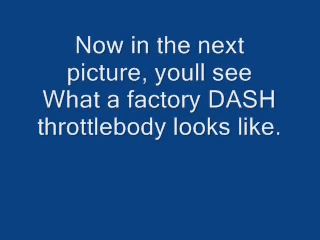 Now in the next
picture, youll see
What a factory DASH
throttlebody looks like.